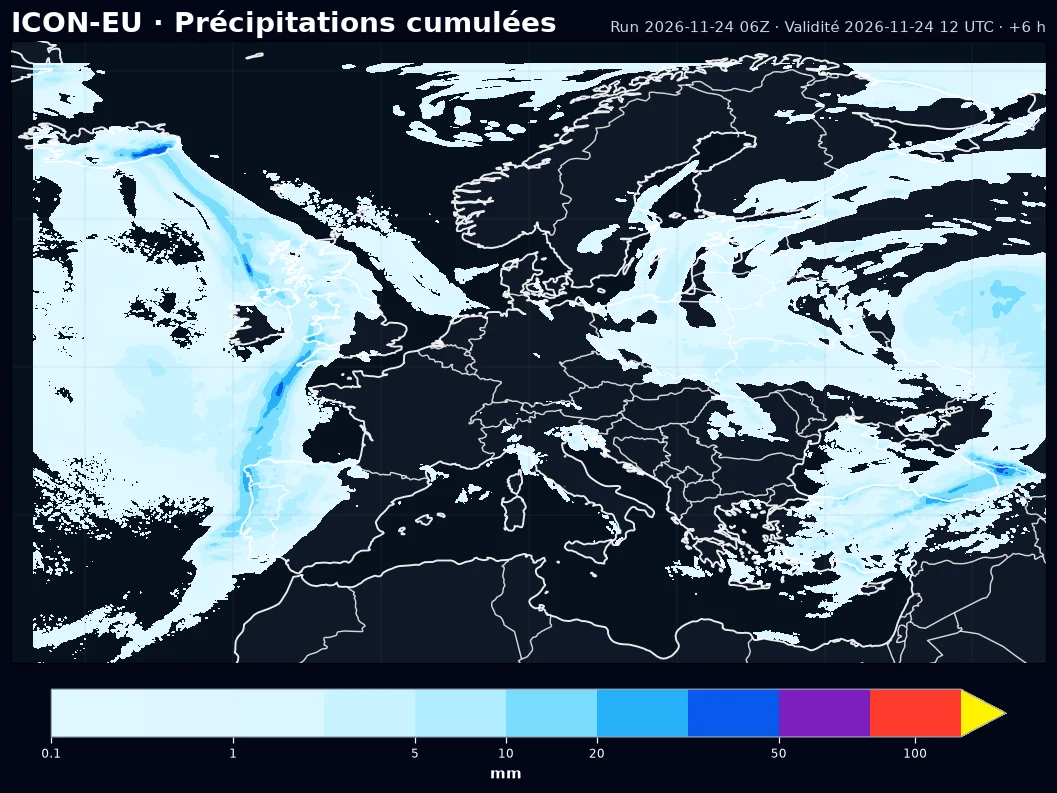 ICON-EU · Précipitations cumulées
Run 2026-11-24 06Z · Validité 2026-11-24 12 UTC · +6 h
0.1 1 5 10 20 50 100
mm